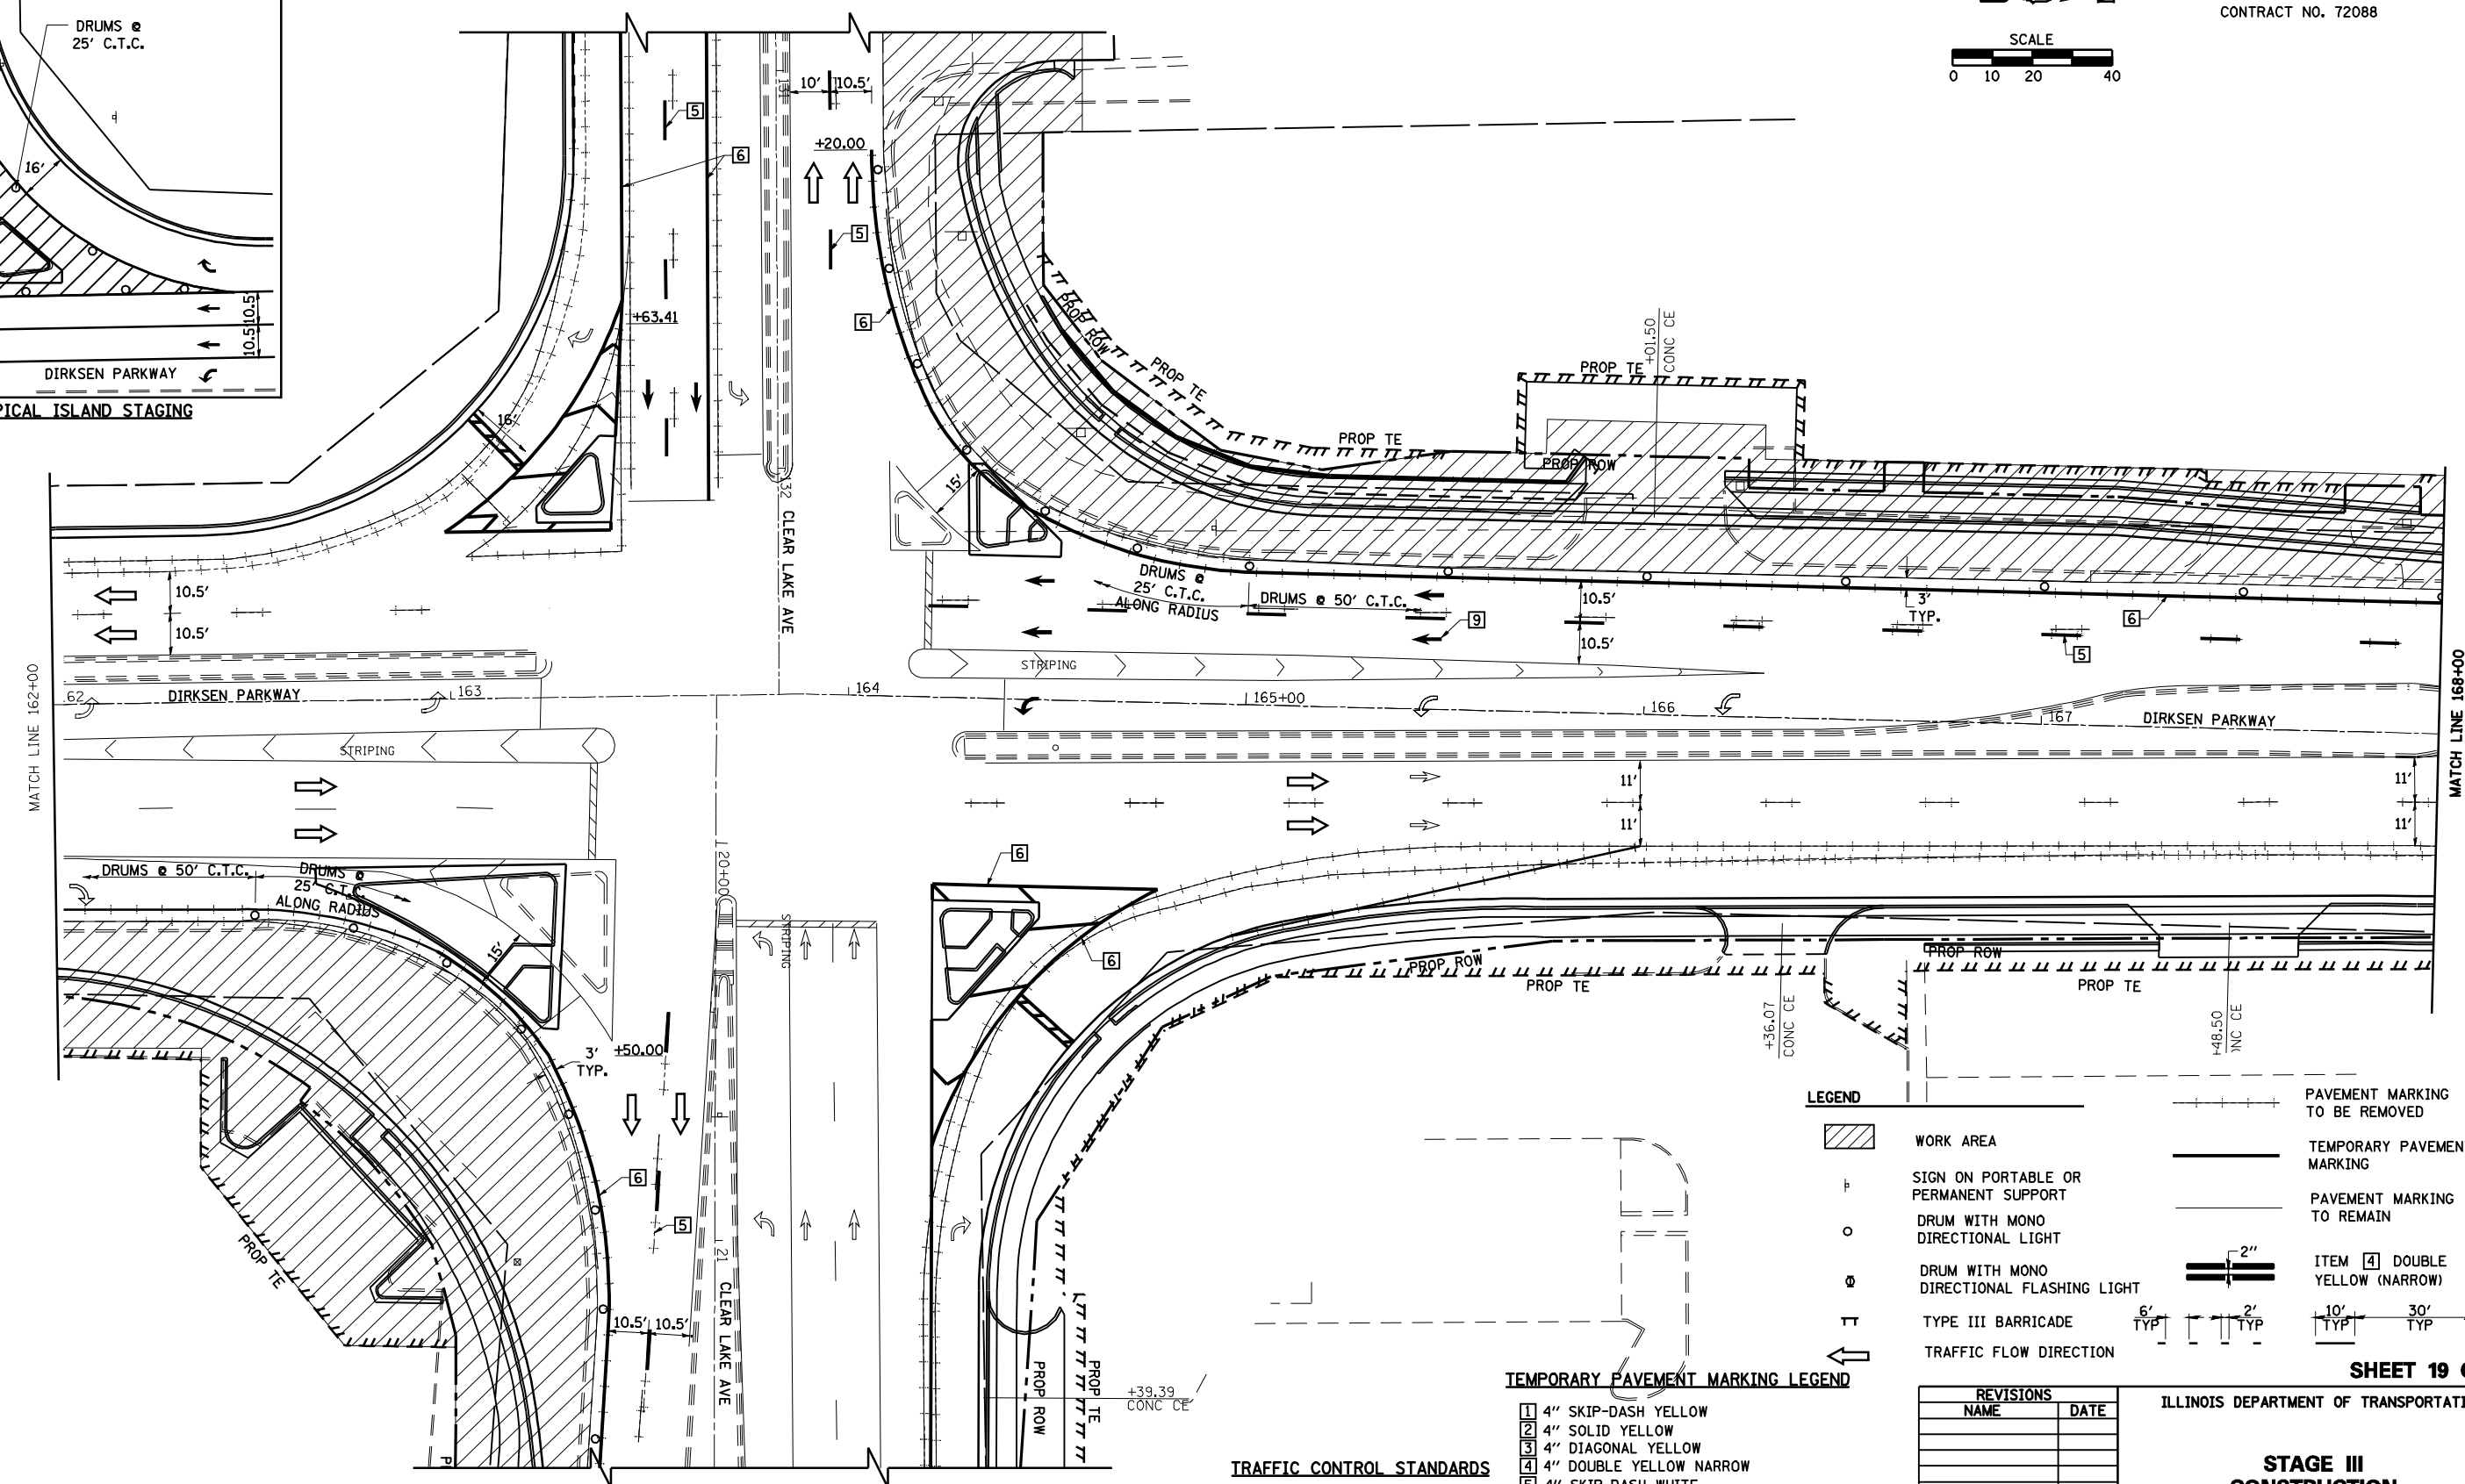 DRUMS @
25' C.T.C.
16'
10.5'
10.5'
DIRKSEN PARKWAY
PICAL ISLAND STAGING
CONTRACT NO. 72088
SCALE
0 10 20 40
10' 10.5'
5
6
+20.00
5
6
+63.41
16'
15'
132 CLEAR LAKE AVE
PROP ROW
PROP TE
PROP TE
PROP TE
PROP ROW
+01.50
CONC CE
10.5'
10.5'
DRUMS @
25' C.T.C.
ALONG RADIUS
DRUMS @ 50' C.T.C.
9
10.5'
10.5'
3'
TYP.
6
5
STRIPING
MATCH LINE 162+00
62
DIRKSEN PARKWAY
163
164
165+00
166
167
DIRKSEN PARKWAY
MATCH LINE 168+00
STRIPING
11'
11'
11'
11'
DRUMS @ 50' C.T.C.
DRUMS @
25' C.T.C.
ALONG RADIUS
15'
20+00
STRIPING
6
6
3'
TYP.
+50.00
6
5
21 CLEAR LAKE AVE
10.5' 10.5'
PROP TE
PROP ROW
PROP TE
PROP ROW
PROP TE
+36.07
CONC CE
+48.50
NC CE
PROP ROW
PROP TE
+39.39
CONC CE
LEGEND
WORK AREA
SIGN ON PORTABLE OR
PERMANENT SUPPORT
DRUM WITH MONO
DIRECTIONAL LIGHT
DRUM WITH MONO
DIRECTIONAL FLASHING LIGHT
TYPE III BARRICADE
TRAFFIC FLOW DIRECTION
PAVEMENT MARKING
TO BE REMOVED
TEMPORARY PAVEMEN
MARKING
PAVEMENT MARKING
TO REMAIN
2"
ITEM 4 DOUBLE
YELLOW (NARROW)
6'
TYP
2'
TYP
10'
TYP
30'
TYP
TEMPORARY PAVEMENT MARKING LEGEND
1 4" SKIP-DASH YELLOW
2 4" SOLID YELLOW
3 4" DIAGONAL YELLOW
4 4" DOUBLE YELLOW NARROW
5 4" SKIP-DASH WHITE
TRAFFIC CONTROL STANDARDS
SHEET 19
REVISIONS
NAME DATE
ILLINOIS DEPARTMENT OF TRANSPORTATI
STAGE III
CONSTRUCTION